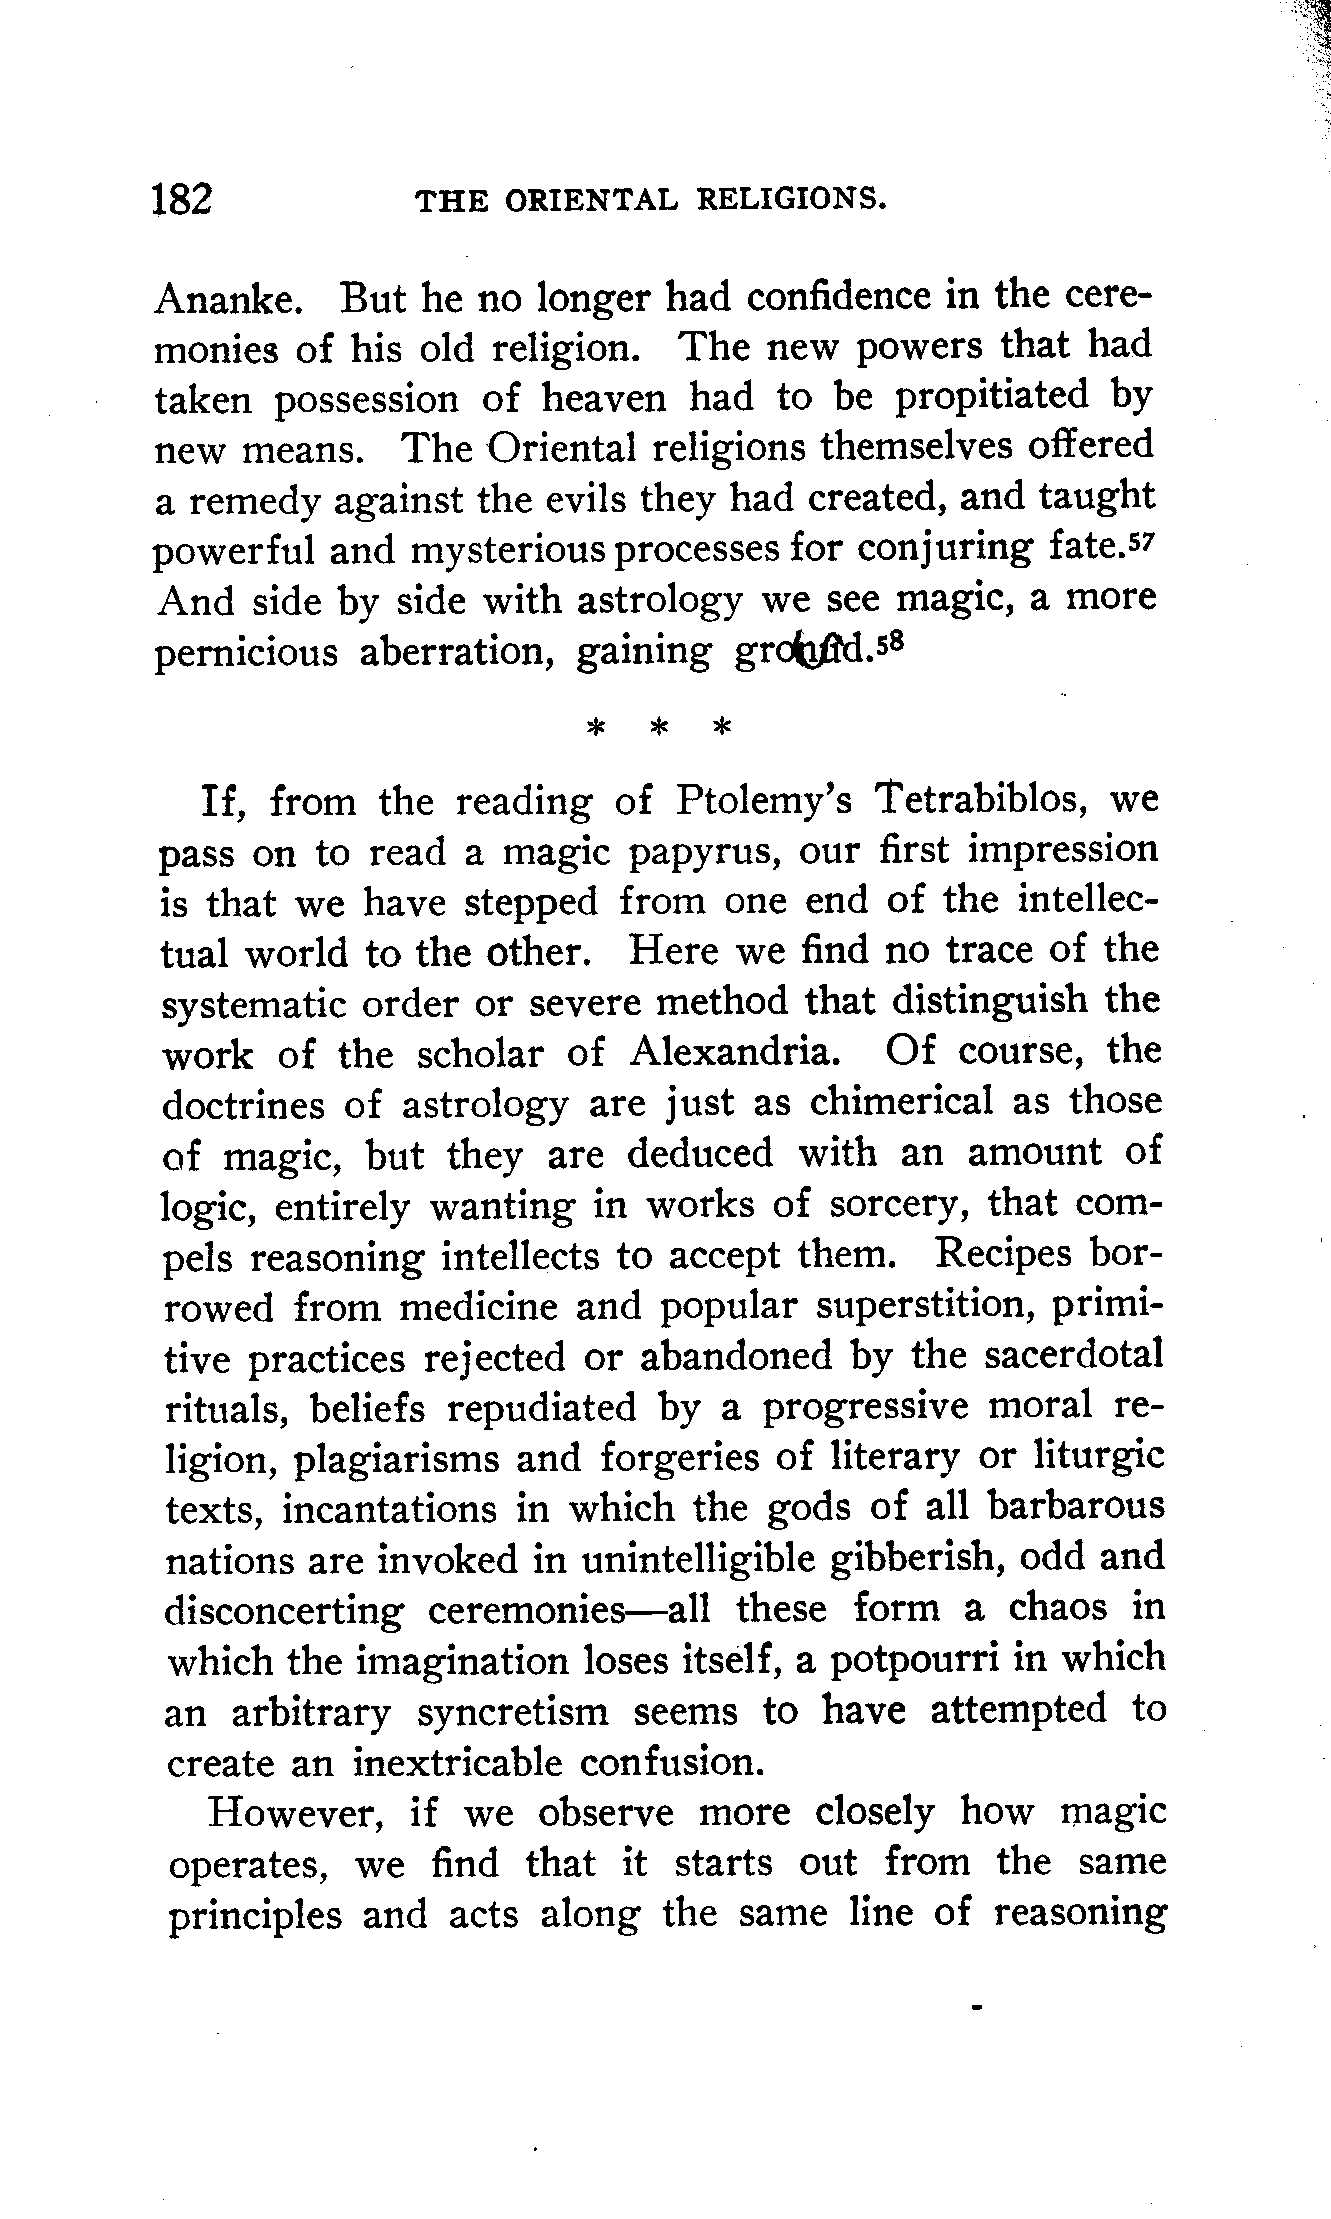 182 THE ORIENTAL RELIGIONS.
Ananke. But he no longer had confidence in the cere-
monies of his old religion. The new powers that had
taken possession of heaven had to be propitiated by
new means. The Oriental religions themselves offered
a remedy against the evils they had created, and taught
powerful and mysterious processes for conjuring fate.⁵⁷
And side by side with astrology we see magic, a more
pernicious aberration, gaining ground.⁵⁸
* * *
If, from the reading of Ptolemy's Tetrabiblos, we
pass on to read a magic papyrus, our first impression
is that we have stepped from one end of the intellec-
tual world to the other. Here we find no trace of the
systematic order or severe method that distinguish the
work of the scholar of Alexandria. Of course, the
doctrines of astrology are just as chimerical as those
of magic, but they are deduced with an amount of
logic, entirely wanting in works of sorcery, that com-
pels reasoning intellects to accept them. Recipes bor-
rowed from medicine and popular superstition, primi-
tive practices rejected or abandoned by the sacerdotal
rituals, beliefs repudiated by a progressive moral re-
ligion, plagiarisms and forgeries of literary or liturgic
texts, incantations in which the gods of all barbarous
nations are invoked in unintelligible gibberish, odd and
disconcerting ceremonies—all these form a chaos in
which the imagination loses itself, a potpourri in which
an arbitrary syncretism seems to have attempted to
create an inextricable confusion.
However, if we observe more closely how magic
operates, we find that it starts out from the same
principles and acts along the same line of reasoning